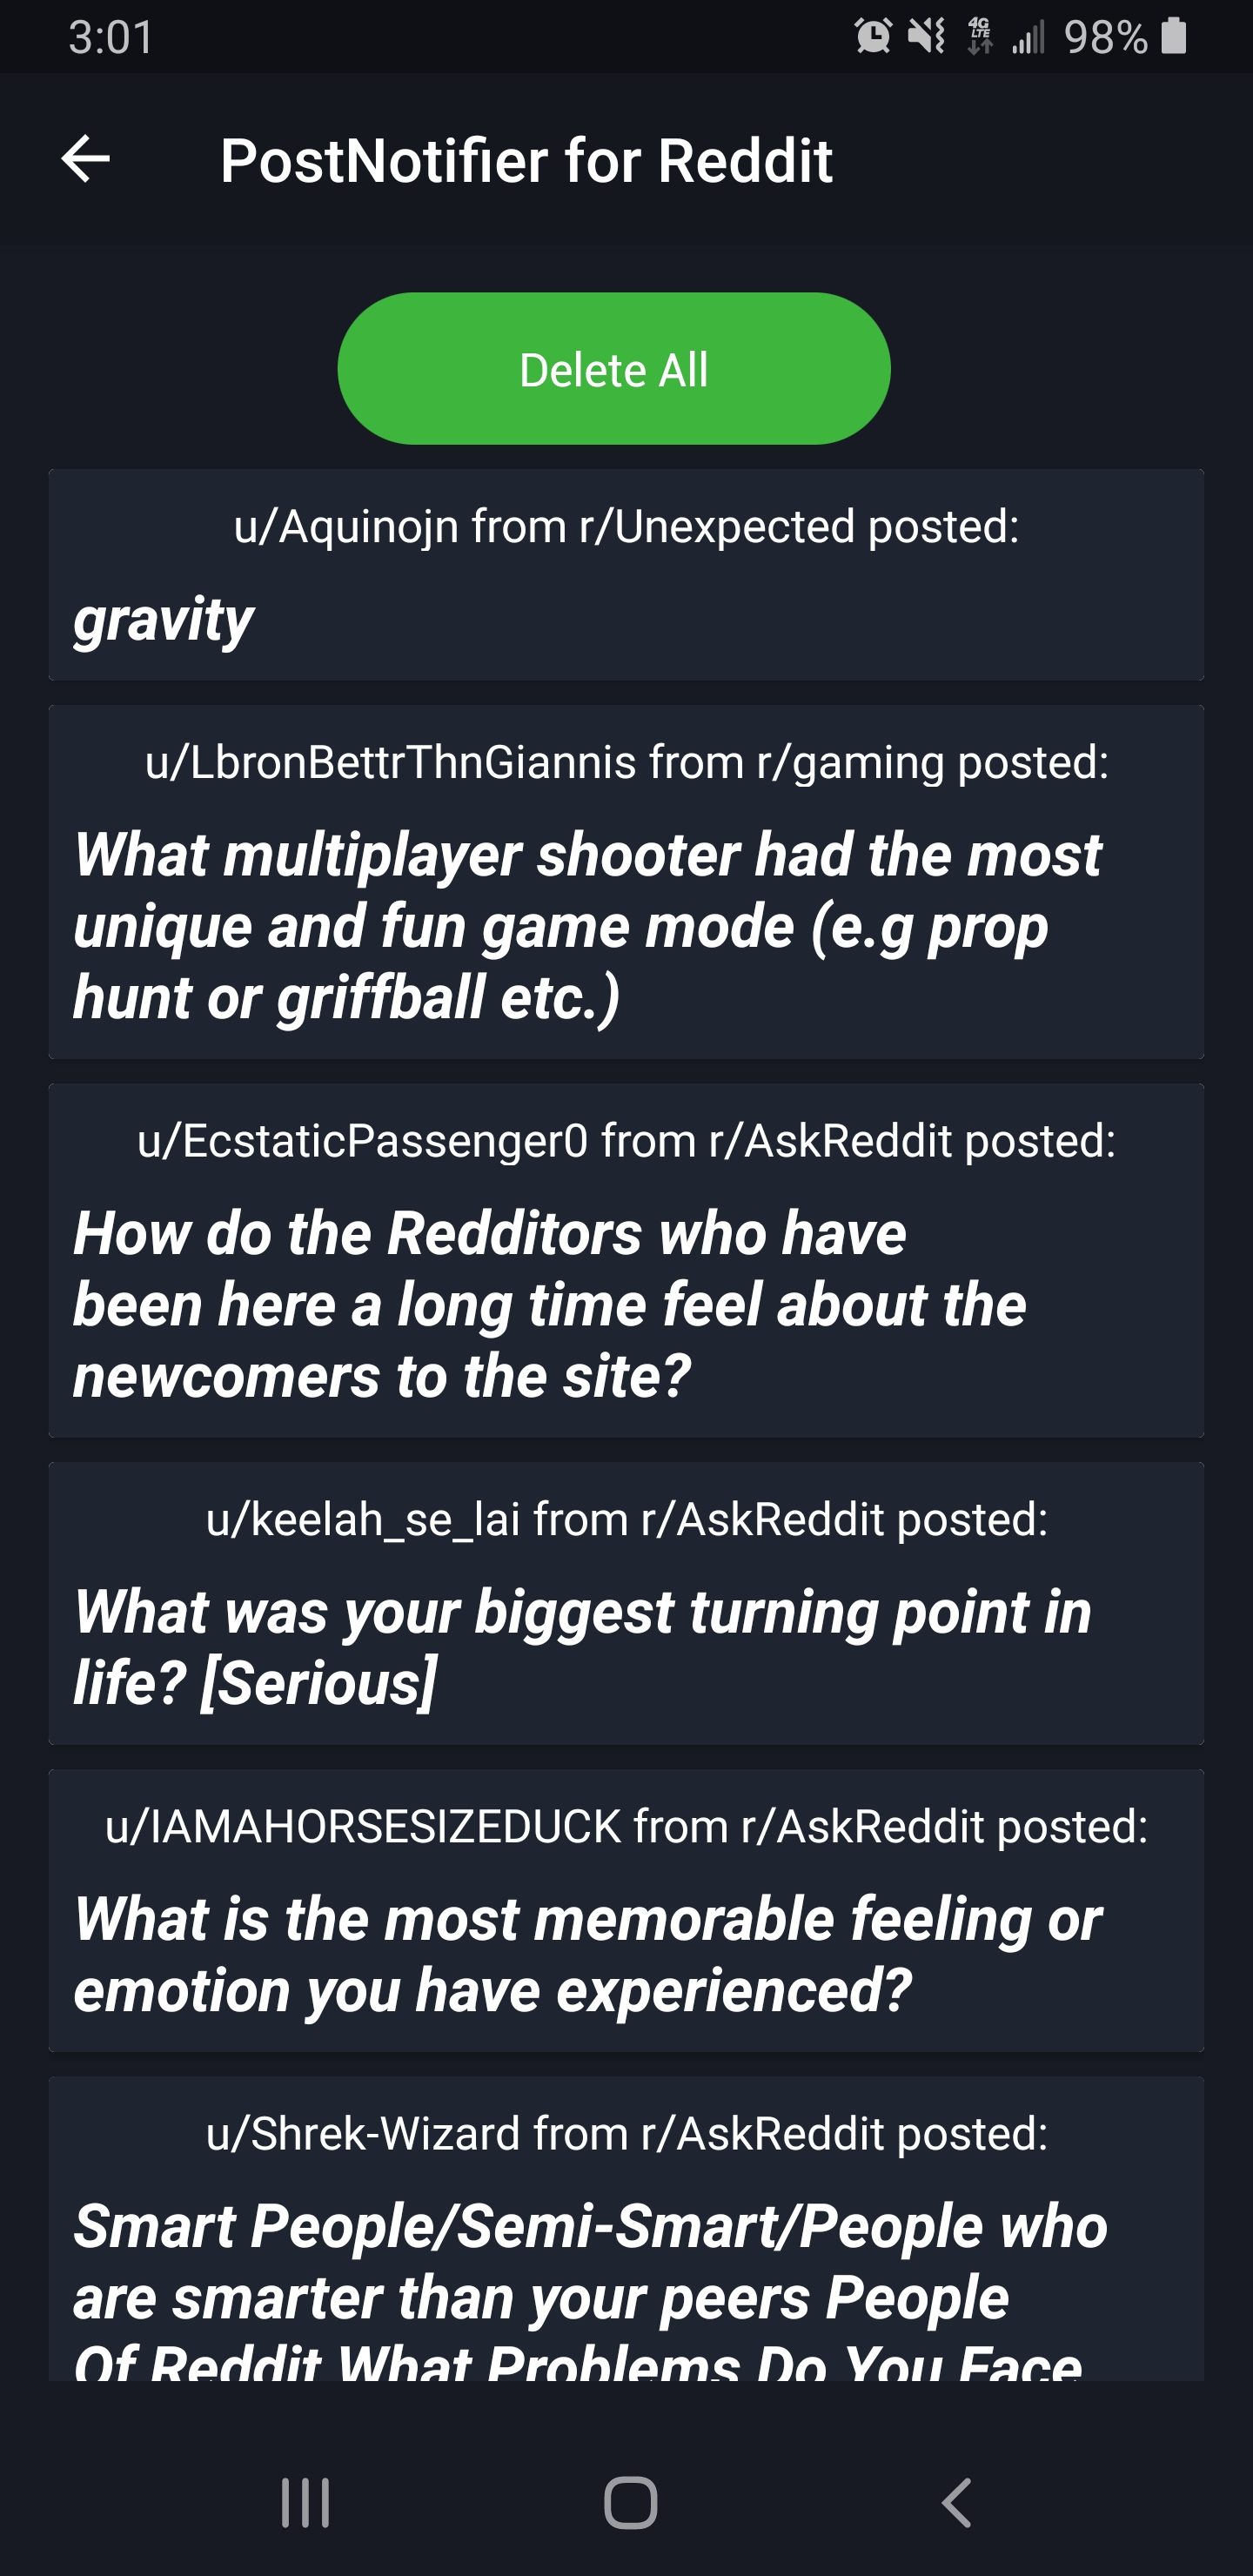 3:01
4G
LTE
98%
PostNotifier for Reddit
Delete All
u/Aquinojn from r/Unexpected posted:
gravity
u/LbronBettrThnGiannis from r/gaming posted:
What multiplayer shooter had the most
unique and fun game mode (e.g prop
hunt or griffball etc.)
u/EcstaticPassenger0 from r/AskReddit posted:
How do the Redditors who have
been here a long time feel about the
newcomers to the site?
u/keelah_se_lai from r/AskReddit posted:
What was your biggest turning point in
life? [Serious]
u/IAMAHORSESIZEDUCK from r/AskReddit posted:
What is the most memorable feeling or
emotion you have experienced?
u/Shrek-Wizard from r/AskReddit posted:
Smart People/Semi-Smart/People who
are smarter than your peers People
Of Reddit What Problems Do You Face